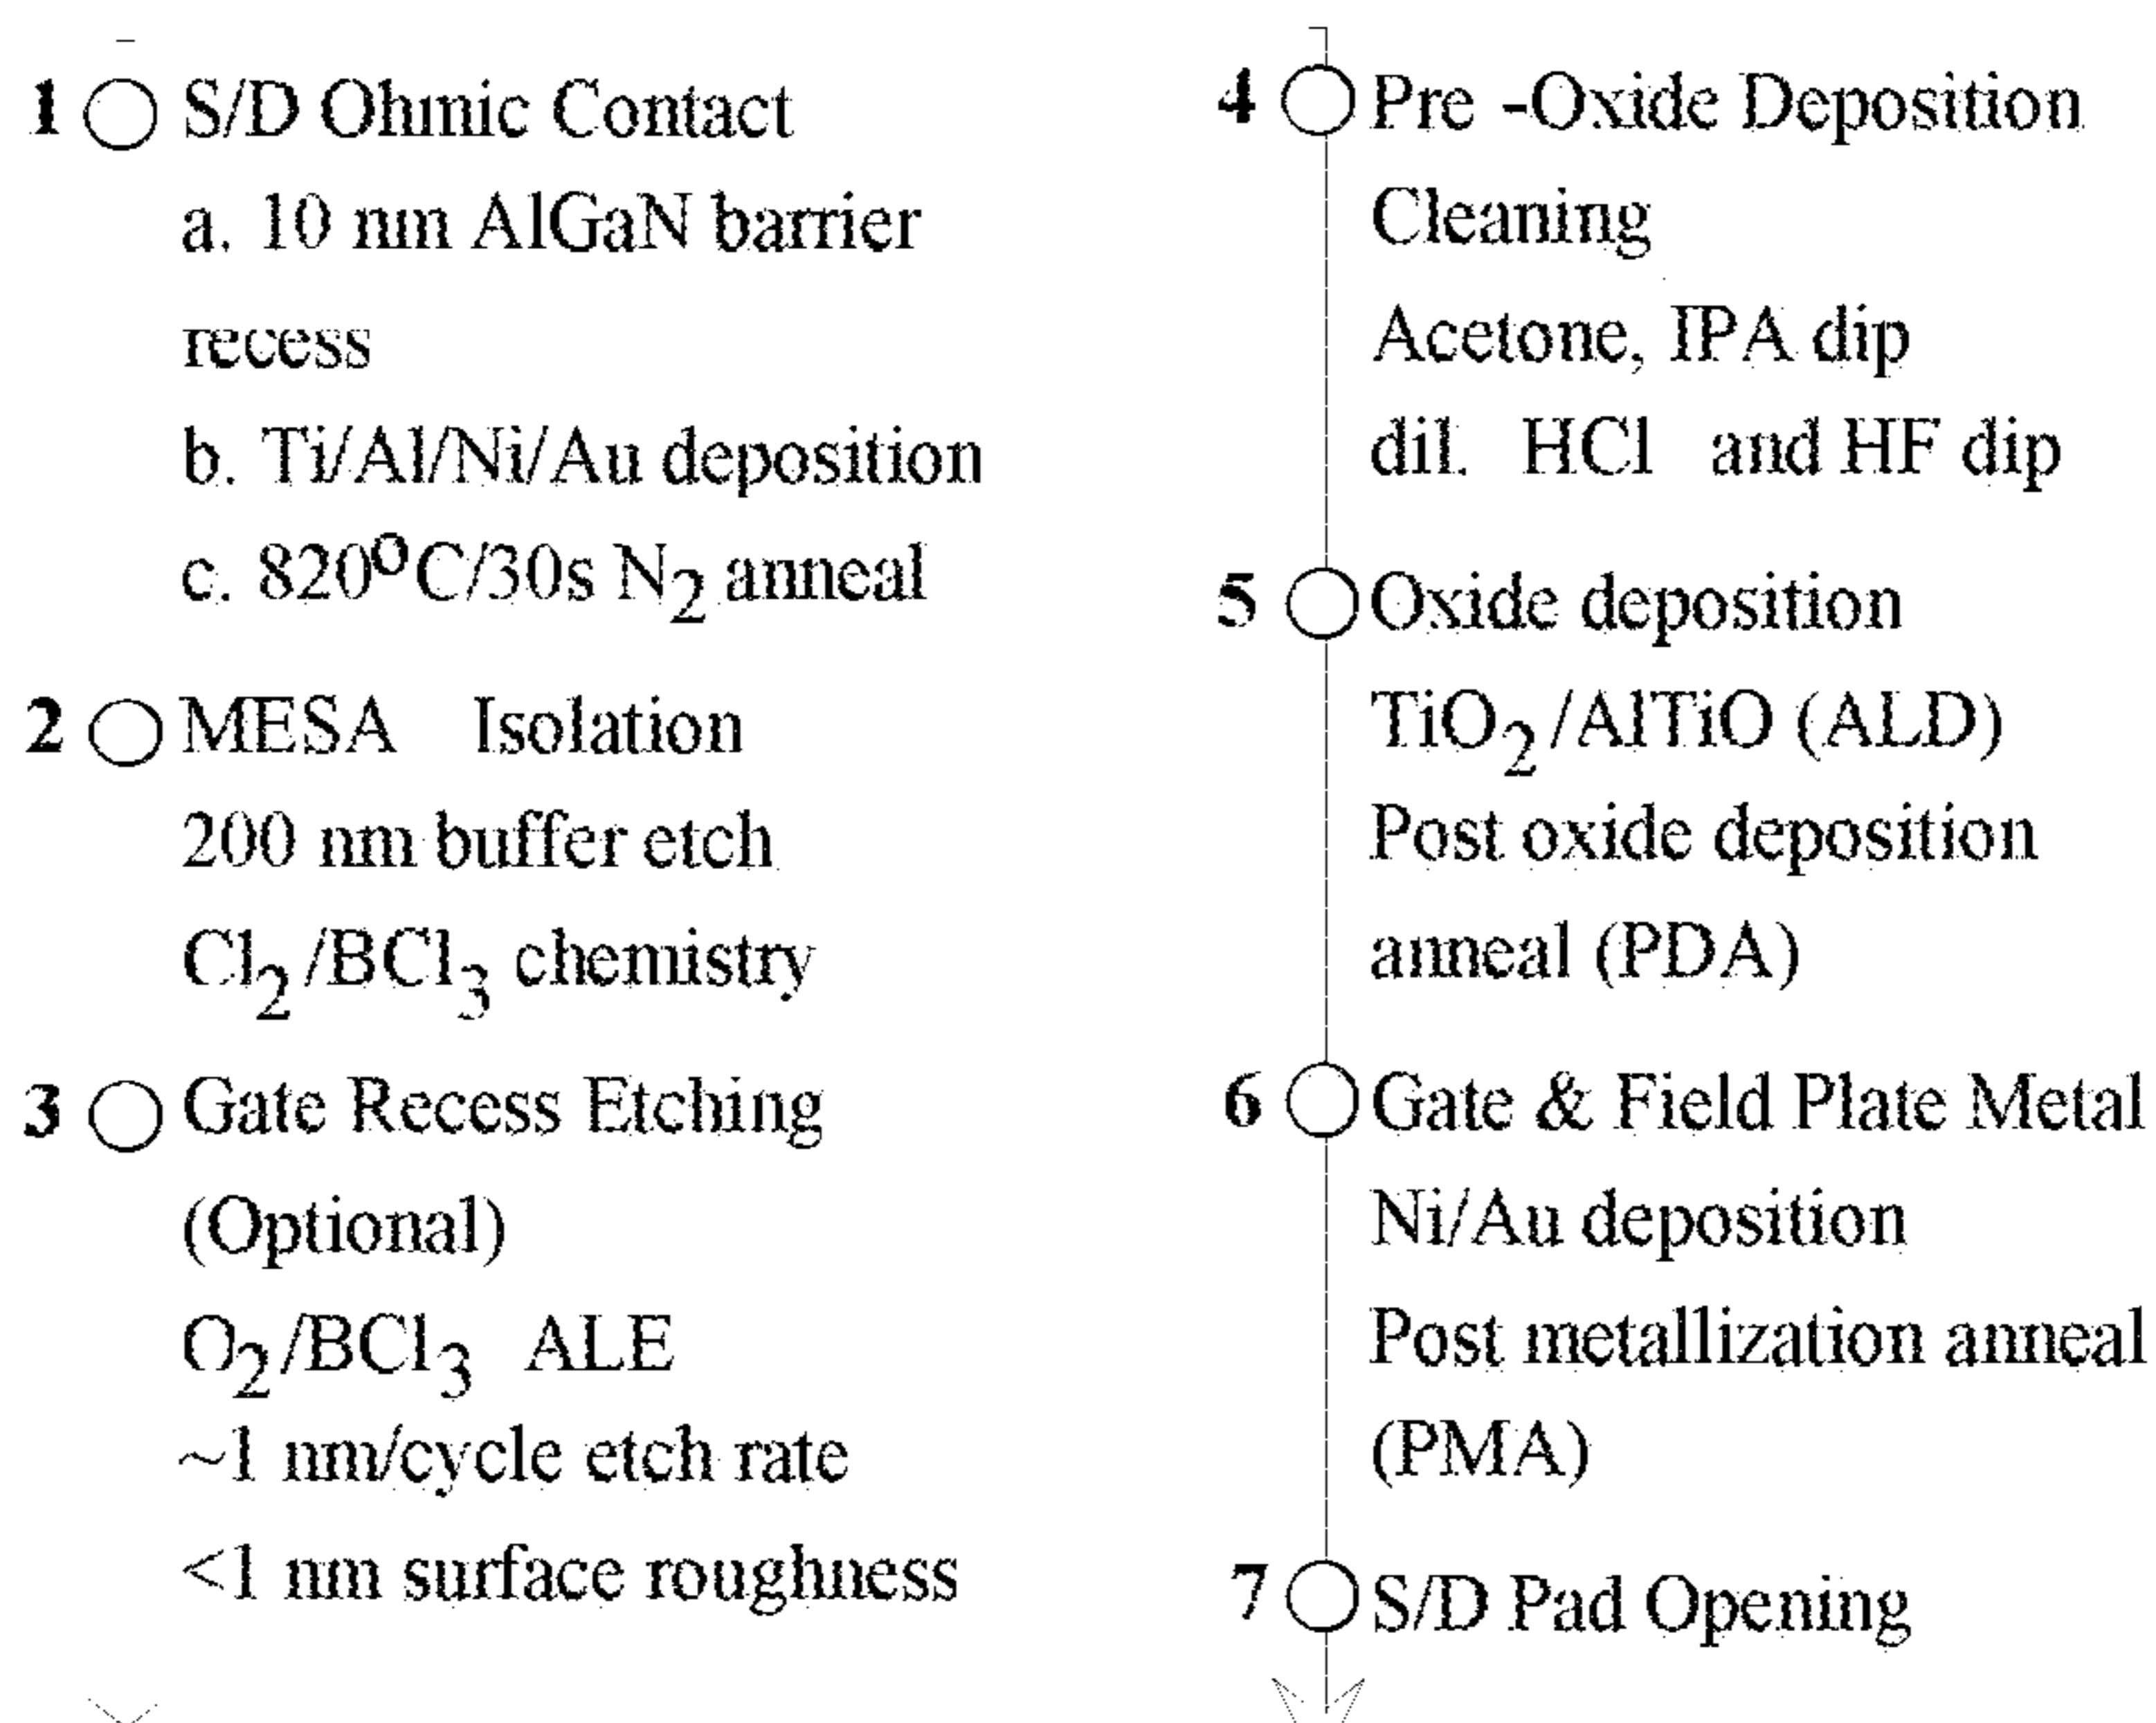 1 S/D Ohmic Contact
a. 10 nm AlGaN barrier
recess
b. Ti/Al/Ni/Au deposition
c. 820⁰C/30s N₂ anneal
2 MESA Isolation
200 nm buffer etch
Cl₂/BCl₃ chemistry
3 Gate Recess Etching
(Optional)
O₂/BCl₃ ALE
~1 nm/cycle etch rate
<1 nm surface roughness
4 Pre -Oxide Deposition
Cleaning
Acetone, IPA dip
dil. HCl and HF dip
5 Oxide deposition
TiO₂/AlTiO (ALD)
Post oxide deposition
anneal (PDA)
6 Gate & Field Plate Metal
Ni/Au deposition
Post metallization anneal
(PMA)
7 S/D Pad Opening